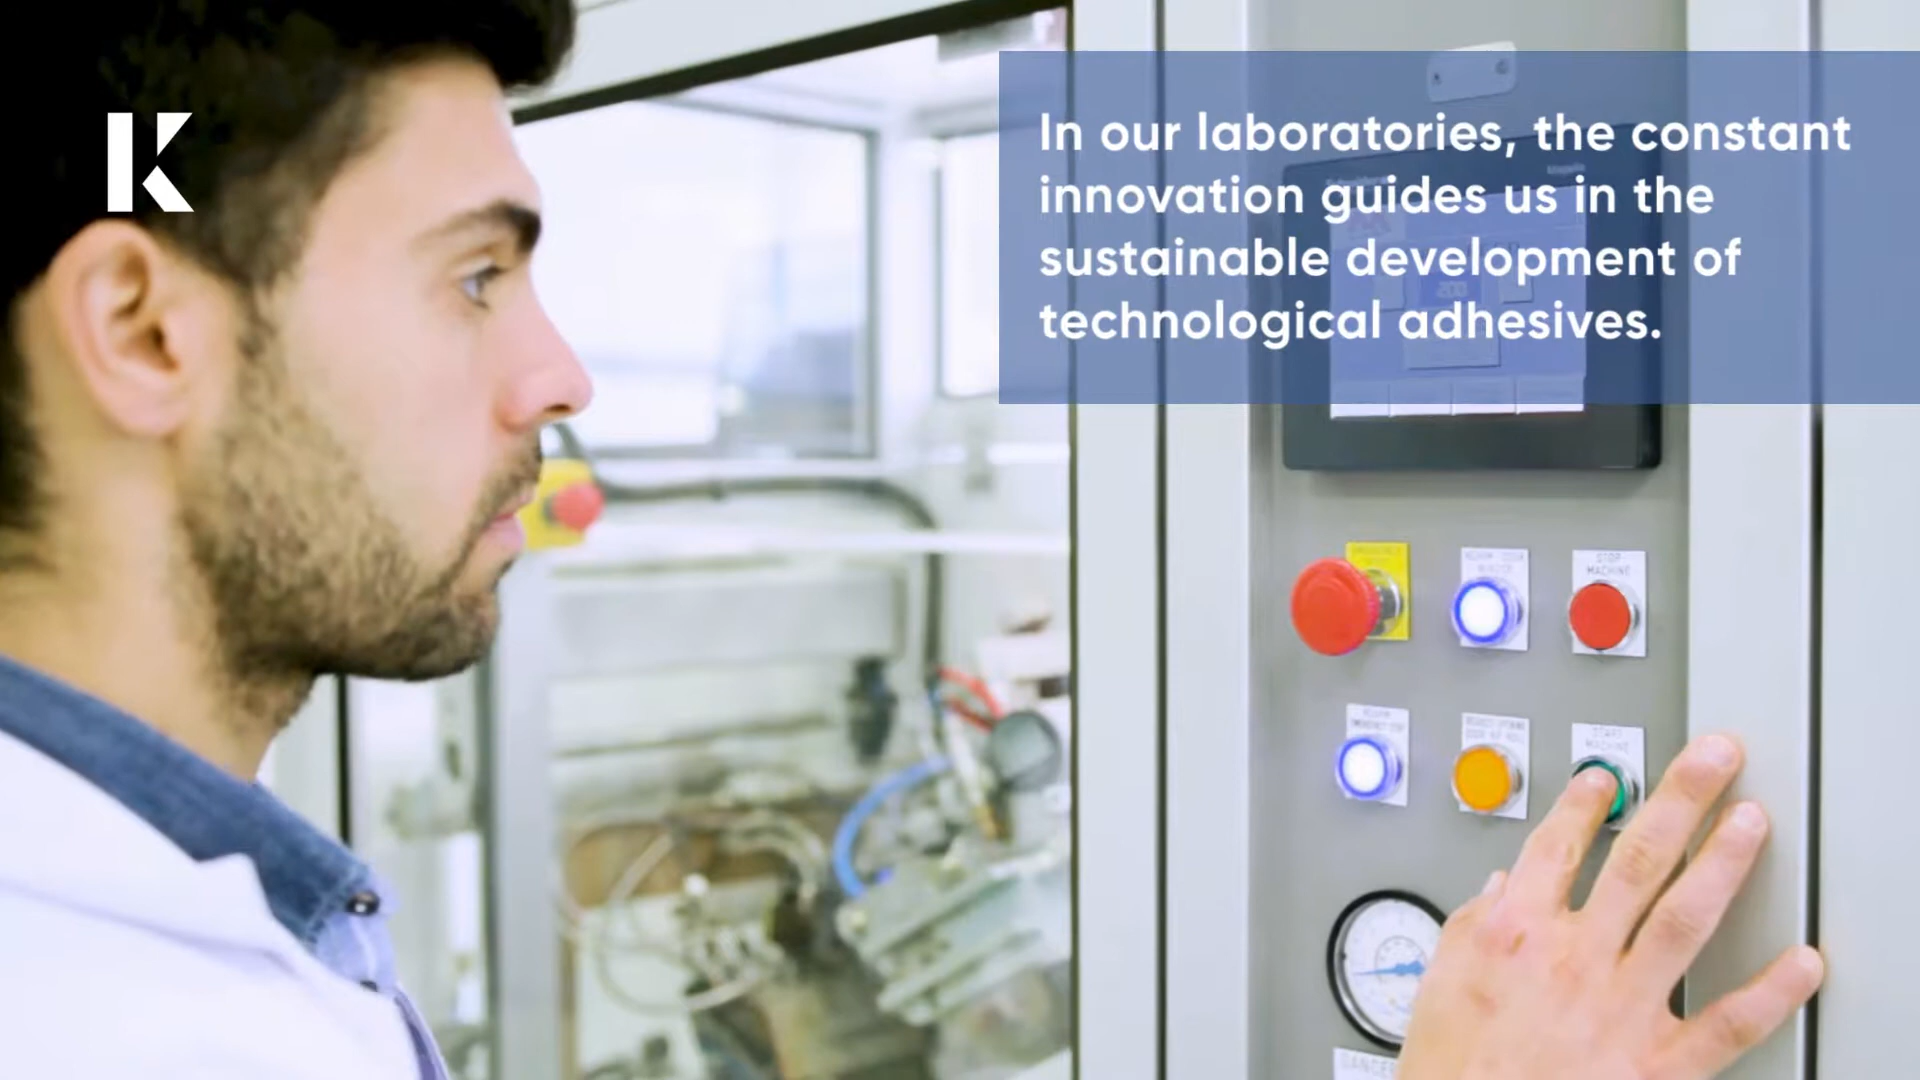 K
In our laboratories, the constant
innovation guides us in the
sustainable development of
technological adhesives.
STOP
MACHINE
START
MACHINE
DANGER